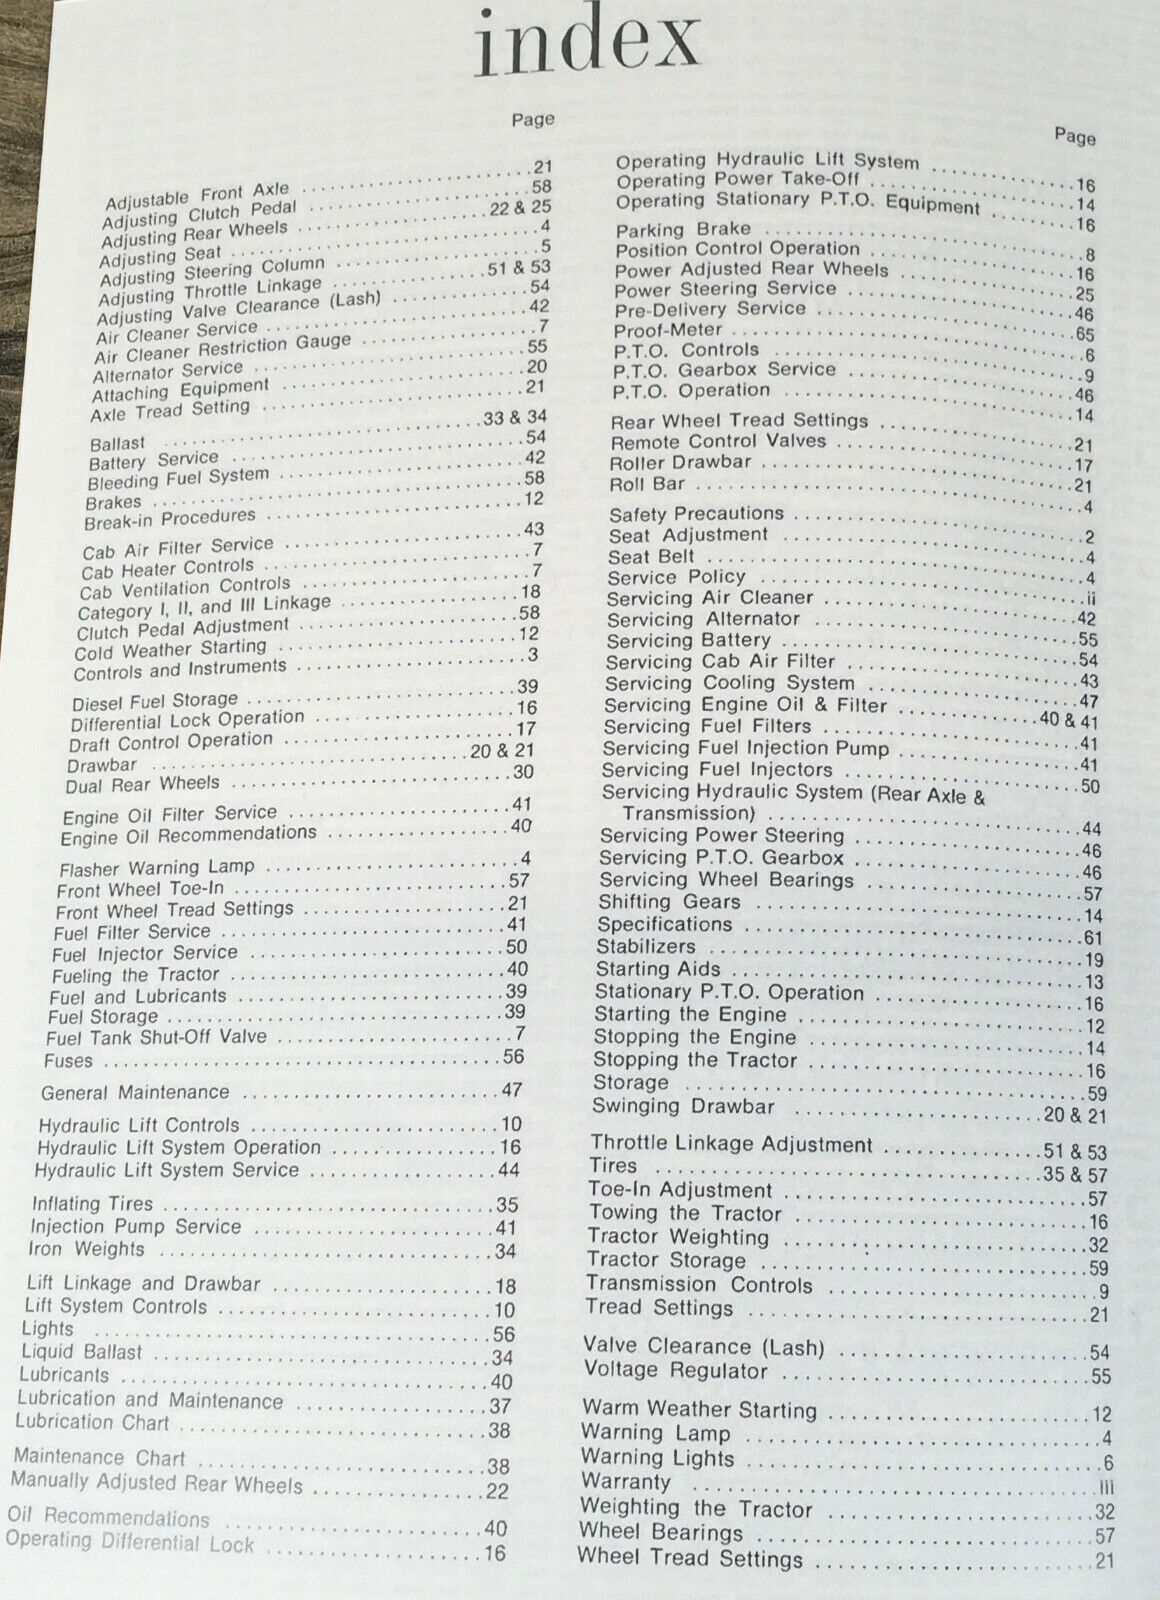 index
Page
Adjustable Front Axle ........ 21
Adjusting Clutch Pedal ........ 58
Adjusting Rear Wheels ........ 22 & 25
Adjusting Seat ........ 4
Adjusting Steering Column ........ 5
Adjusting Throttle Linkage ........ 51 & 53
Adjusting Valve Clearance (Lash) ........ 54
Air Cleaner Service ........ 42
Air Cleaner Restriction Gauge ........ 7
Alternator Service ........ 55
Attaching Equipment ........ 20
Axle Tread Setting ........ 21
Ballast ........ 33 & 34
Battery Service ........ 54
Bleeding Fuel System ........ 42
Brakes ........ 58
Break-in Procedures ........ 12
Cab Air Filter Service ........ 43
Cab Heater Controls ........ 7
Cab Ventilation Controls ........ 7
Category I, II, and III Linkage ........ 18
Clutch Pedal Adjustment ........ 58
Cold Weather Starting ........ 12
Controls and Instruments ........ 3
Diesel Fuel Storage ........ 39
Differential Lock Operation ........ 16
Draft Control Operation ........ 17
Drawbar ........ 20 & 21
Dual Rear Wheels ........ 30
Engine Oil Filter Service ........ 41
Engine Oil Recommendations ........ 40
Flasher Warning Lamp ........ 4
Front Wheel Toe-In ........ 57
Front Wheel Tread Settings ........ 21
Fuel Filter Service ........ 41
Fuel Injector Service ........ 50
Fueling the Tractor ........ 40
Fuel and Lubricants ........ 39
Fuel Storage ........ 39
Fuel Tank Shut-Off Valve ........ 7
Fuses ........ 56
General Maintenance ........ 47
Hydraulic Lift Controls ........ 10
Hydraulic Lift System Operation ........ 16
Hydraulic Lift System Service ........ 44
Inflating Tires ........ 35
Injection Pump Service ........ 41
Iron Weights ........ 34
Lift Linkage and Drawbar ........ 18
Lift System Controls ........ 10
Lights ........ 56
Liquid Ballast ........ 34
Lubricants ........ 40
Lubrication and Maintenance ........ 37
Lubrication Chart ........ 38
Maintenance Chart ........ 38
Manually Adjusted Rear Wheels ........ 22
Oil Recommendations ........ 40
Operating Differential Lock ........ 16
Page
Operating Hydraulic Lift System ........ 16
Operating Power Take-Off ........ 14
Operating Stationary P.T.O. Equipment ........ 16
Parking Brake ........ 8
Position Control Operation ........ 16
Power Adjusted Rear Wheels ........ 25
Power Steering Service ........ 46
Pre-Delivery Service ........ 65
Proof-Meter ........ 6
P.T.O. Controls ........ 9
P.T.O. Gearbox Service ........ 46
P.T.O. Operation ........ 14
Rear Wheel Tread Settings ........ 21
Remote Control Valves ........ 17
Roller Drawbar ........ 21
Roll Bar ........ 4
Safety Precautions ........ 2
Seat Adjustment ........ 4
Seat Belt ........ 4
Service Policy ........ ii
Servicing Air Cleaner ........ 42
Servicing Alternator ........ 55
Servicing Battery ........ 54
Servicing Cab Air Filter ........ 43
Servicing Cooling System ........ 47
Servicing Engine Oil & Filter ........ 40 & 41
Servicing Fuel Filters ........ 41
Servicing Fuel Injection Pump ........ 41
Servicing Fuel Injectors ........ 50
Servicing Hydraulic System (Rear Axle &
Transmission) ........ 44
Servicing Power Steering ........ 46
Servicing P.T.O. Gearbox ........ 46
Servicing Wheel Bearings ........ 57
Shifting Gears ........ 14
Specifications ........ 61
Stabilizers ........ 19
Starting Aids ........ 13
Stationary P.T.O. Operation ........ 16
Starting the Engine ........ 12
Stopping the Engine ........ 14
Stopping the Tractor ........ 16
Storage ........ 59
Swinging Drawbar ........ 20 & 21
Throttle Linkage Adjustment ........ 51 & 53
Tires ........ 35 & 57
Toe-In Adjustment ........ 57
Towing the Tractor ........ 16
Tractor Weighting ........ 32
Tractor Storage ........ 59
Transmission Controls ........ 9
Tread Settings ........ 21
Valve Clearance (Lash) ........ 54
Voltage Regulator ........ 55
Warm Weather Starting ........ 12
Warning Lamp ........ 4
Warning Lights ........ 6
Warranty ........ iii
Weighting the Tractor ........ 32
Wheel Bearings ........ 57
Wheel Tread Settings ........ 21